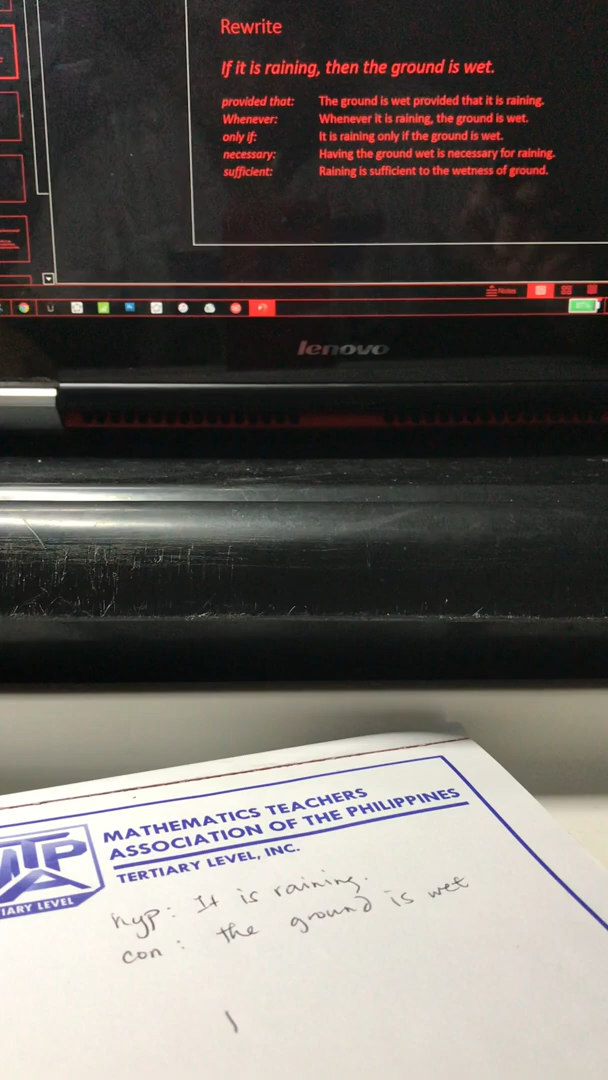 Rewrite
If it is raining, then the ground is wet.
provided that: The ground is wet provided that it is raining.
Whenever: Whenever it is raining, the ground is wet.
only if: It is raining only if the ground is wet.
necessary: Having the ground wet is necessary for raining.
sufficient: Raining is sufficient to the wetness of ground.
Notes
lenovo
MATHEMATICS TEACHERS
ASSOCIATION OF THE PHILIPPINES
TERTIARY LEVEL, INC.
hyp: It is raining.
con: the ground is wet